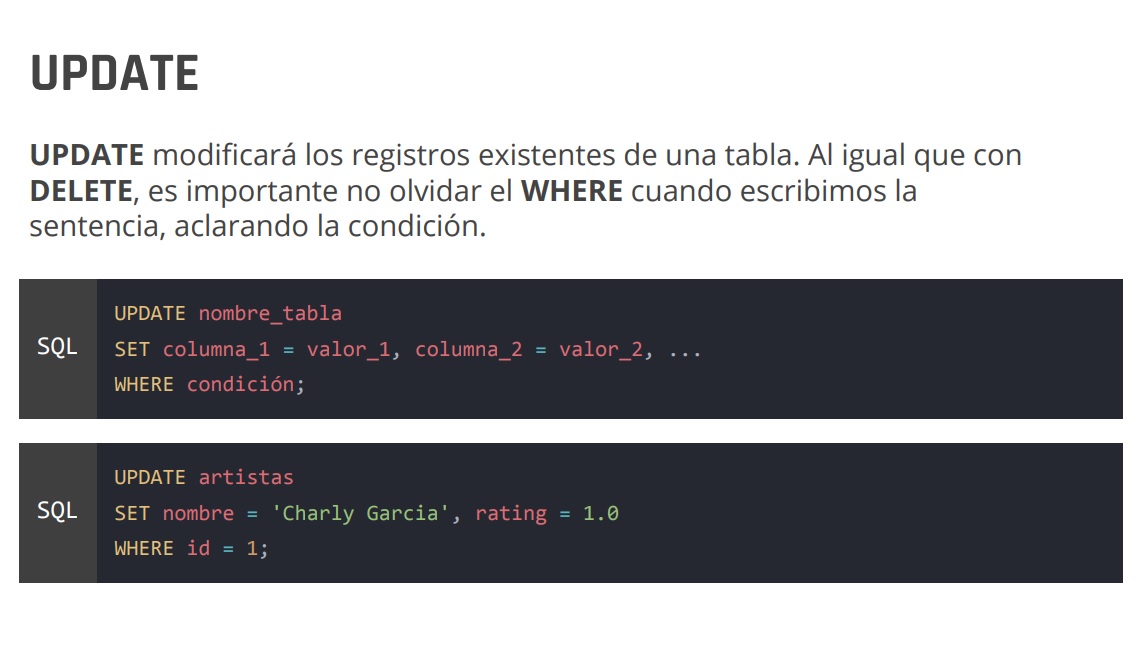 UPDATE
UPDATE modificará los registros existentes de una tabla. Al igual que con
DELETE, es importante no olvidar el WHERE cuando escribimos la
sentencia, aclarando la condición.
SQL
UPDATE nombre_tabla
SET columna_1 = valor_1, columna_2 = valor_2, ...
WHERE condición;
SQL
UPDATE artistas
SET nombre = 'Charly Garcia', rating = 1.0
WHERE id = 1;